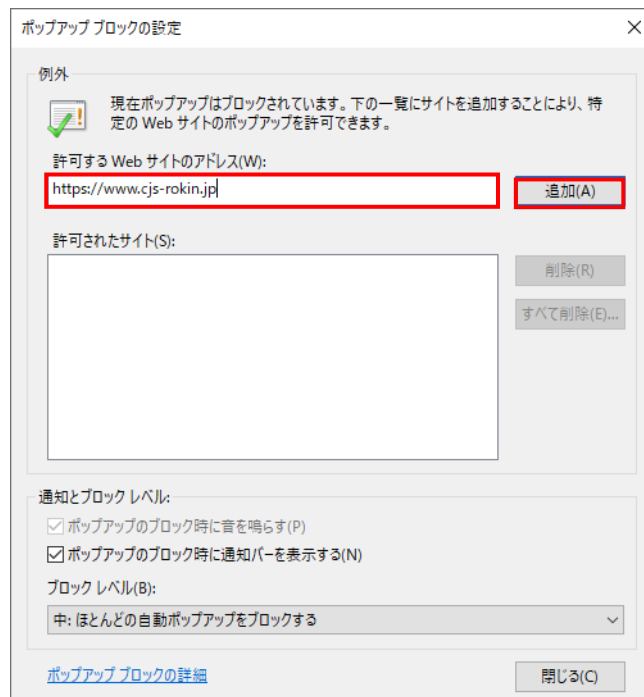 ポップアップ ブロックの設定
例外
現在ポップアップはブロックされています。下の一覧にサイトを追加することにより、特
定の Web サイトのポップアップを許可できます。
許可する Web サイトのアドレス(W):
https://www.cjs-rokin.jp
追加(A)
許可されたサイト(S):
削除(R)
すべて削除(E)...
通知とブロック レベル:
ポップアップのブロック時に音を鳴らす(P)
ポップアップのブロック時に通知バーを表示する(N)
ブロック レベル(B):
中: ほとんどの自動ポップアップをブロックする
ポップアップ ブロックの詳細
閉じる(C)